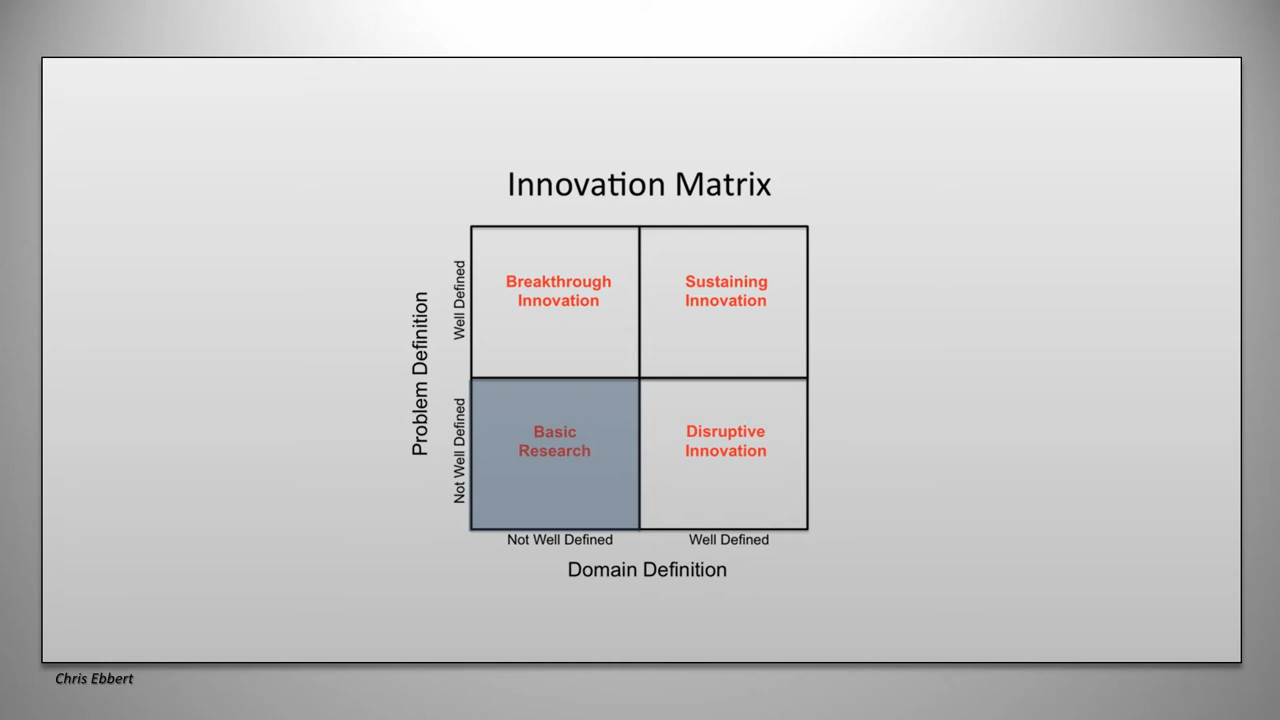 Innovation Matrix
Problem Definition
Well Defined
Breakthrough
Innovation
Sustaining
Innovation
Not Well Defined
Basic
Research
Disruptive
Innovation
Not Well Defined
Well Defined
Domain Definition
Chris Ebbert